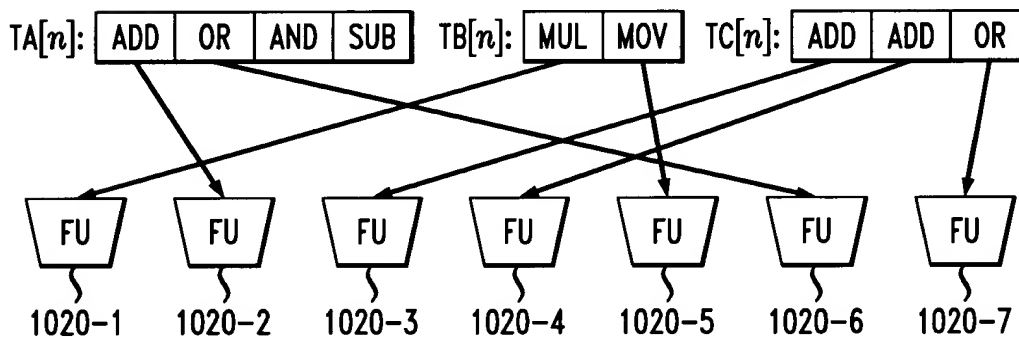 TA[n]: ADD OR AND SUB TB[n]: MUL MOV TC[n]: ADD ADD OR
FU FU FU FU FU FU FU
1020-1 1020-2 1020-3 1020-4 1020-5 1020-6 1020-7